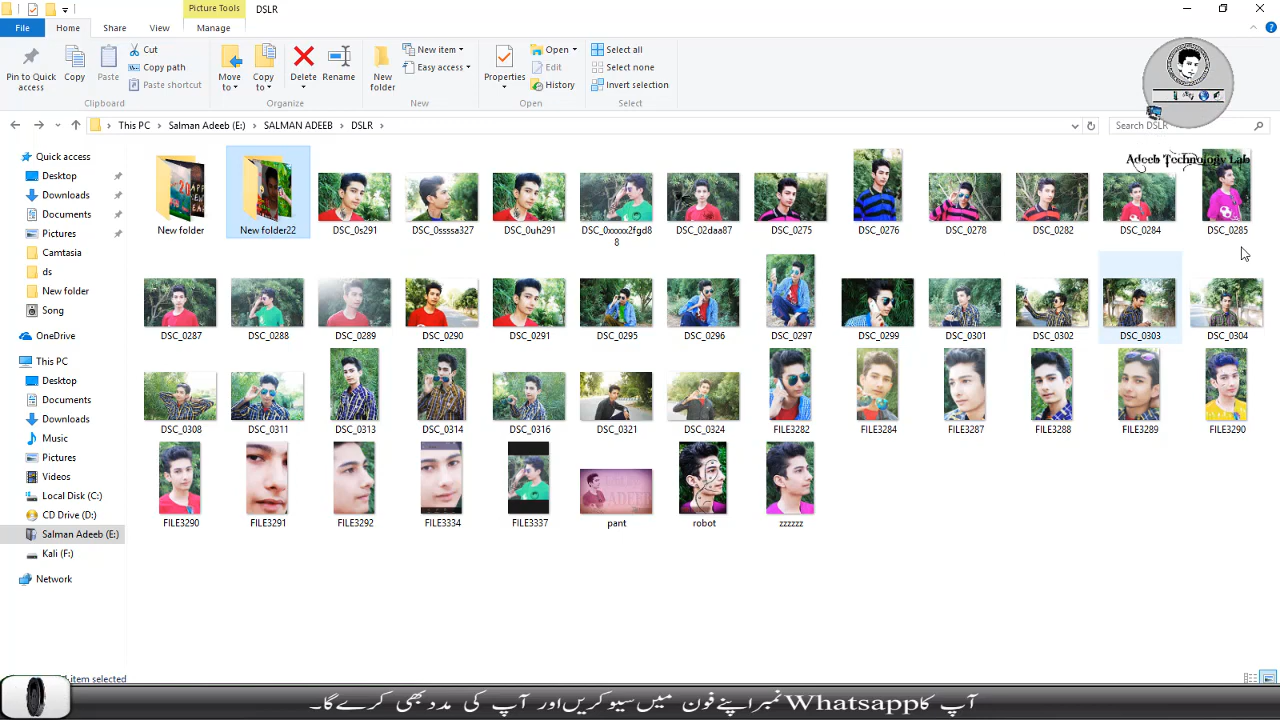 Picture Tools
DSLR
File
Home
Share
View
Manage
Pin to Quick access
Copy
Paste
Cut
Copy path
Paste shortcut
Clipboard
Move to
Copy to
Delete
Rename
Organize
New folder
New item
Easy access
New
Properties
Open
Edit
History
Open
Select all
Select none
Invert selection
Select
This PC
Salman Adeeb (E:)
SALMAN ADEEB
DSLR
Search DSLR
Adeeb Technology Lab
Quick access
Desktop
Downloads
Documents
Pictures
Camtasia
ds
New folder
Song
OneDrive
This PC
Desktop
Documents
Downloads
Music
Pictures
Videos
Local Disk (C:)
CD Drive (D:)
Salman Adeeb (E:)
Kali (F:)
Network
New folder
New folder22
DSC_0s291
DSC_0ssssa327
DSC_0uh291
DSC_0xxxxx2fgd8
8
DSC_02daa87
DSC_0275
DSC_0276
DSC_0278
DSC_0282
DSC_0284
DSC_0285
DSC_0287
DSC_0288
DSC_0289
DSC_0290
DSC_0291
DSC_0295
DSC_0296
DSC_0297
DSC_0299
DSC_0301
DSC_0302
DSC_0303
DSC_0304
DSC_0308
DSC_0311
DSC_0313
DSC_0314
DSC_0316
DSC_0321
DSC_0324
FILE3282
FILE3284
FILE3287
FILE3288
FILE3289
FILE3290
FILE3290
FILE3291
FILE3292
FILE3334
FILE3337
pant
robot
zzzzzz
item selected
آپ کا Whatsapp نمبر اپنے فون میں سیو کریں اور آپ کی مدد بھی کرے گا۔